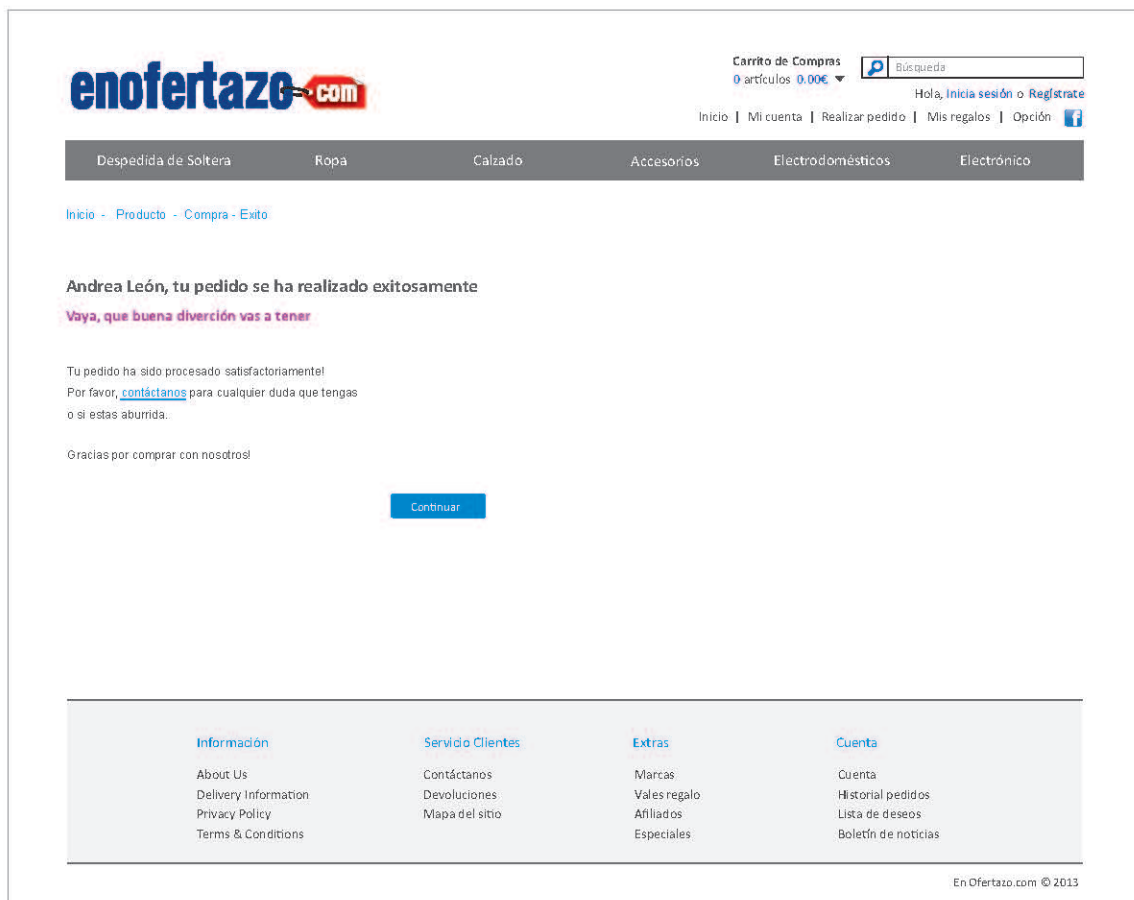 enofertazo.com
Carrito de Compras
0 artículos 0.00€
Búsqueda
Hola, Inicia sesión o Regístrate
Inicio | Mi cuenta | Realizar pedido | Mis regalos | Opción f
Despedida de Soltera Ropa Calzado Accesorios Electrodomésticos Electrónico
Inicio - Producto - Compra - Exito
Andrea León, tu pedido se ha realizado exitosamente
Vaya, que buena diverción vas a tener
Tu pedido ha sido procesado satisfactoriamente!
Por favor, contáctanos para cualquier duda que tengas
o si estas aburrida.
Gracias por comprar con nosotros!
Continuar
Información
About Us
Delivery Information
Privacy Policy
Terms & Conditions
Servicio Clientes
Contáctanos
Devoluciones
Mapa del sitio
Extras
Marcas
Vales regalo
Afiliados
Especiales
Cuenta
Cuenta
Historial pedidos
Lista de deseos
Boletín de noticias
En Ofertazo.com © 2013